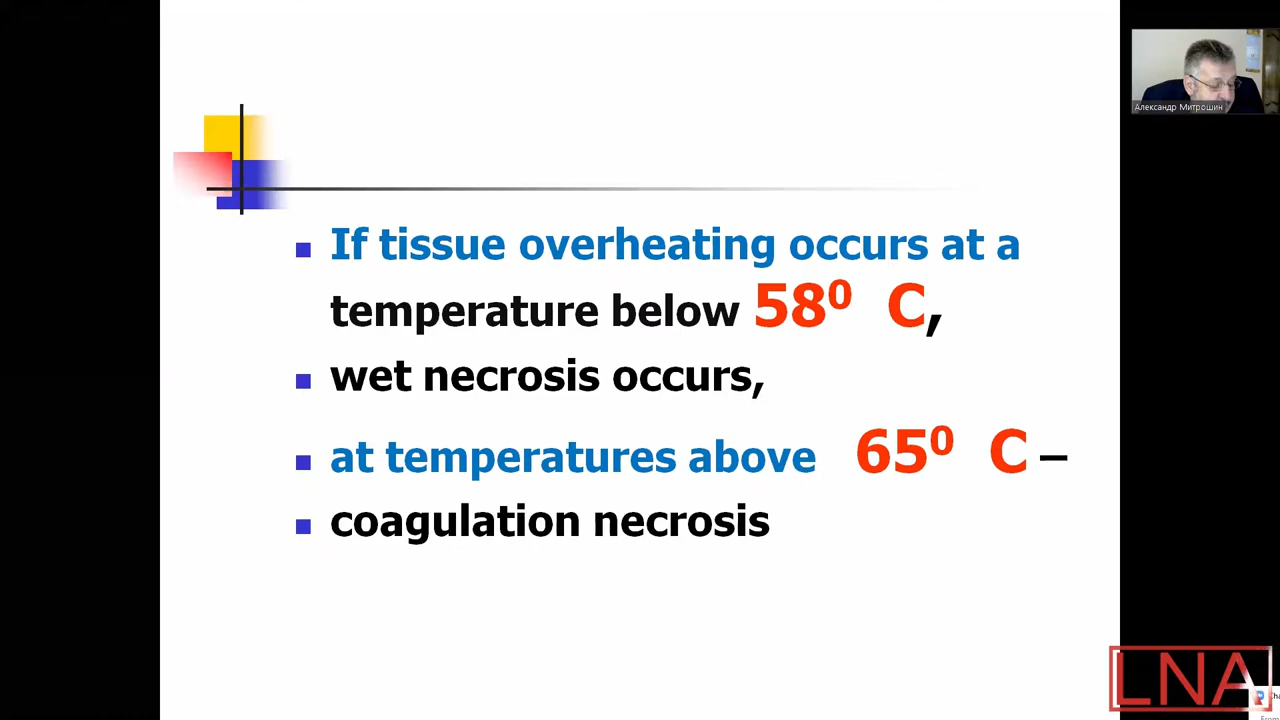 Александр Митрошин
If tissue overheating occurs at a
temperature below 58⁰ C,
wet necrosis occurs,
at temperatures above 65⁰ C –
coagulation necrosis
LNA